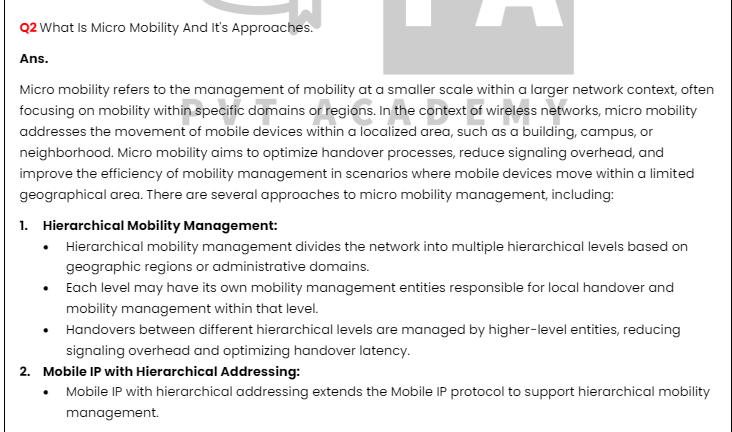 Q2 What Is Micro Mobility And It's Approaches.
Ans.
Micro mobility refers to the management of mobility at a smaller scale within a larger network context, often
focusing on mobility within specific domains or regions. In the context of wireless networks, micro mobility
addresses the movement of mobile devices within a localized area, such as a building, campus, or
neighborhood. Micro mobility aims to optimize handover processes, reduce signaling overhead, and
improve the efficiency of mobility management in scenarios where mobile devices move within a limited
geographical area. There are several approaches to micro mobility management, including:
1. Hierarchical Mobility Management:
• Hierarchical mobility management divides the network into multiple hierarchical levels based on
geographic regions or administrative domains.
• Each level may have its own mobility management entities responsible for local handover and
mobility management within that level.
• Handovers between different hierarchical levels are managed by higher-level entities, reducing
signaling overhead and optimizing handover latency.
2. Mobile IP with Hierarchical Addressing:
• Mobile IP with hierarchical addressing extends the Mobile IP protocol to support hierarchical mobility
management.
PVT ACADEMY